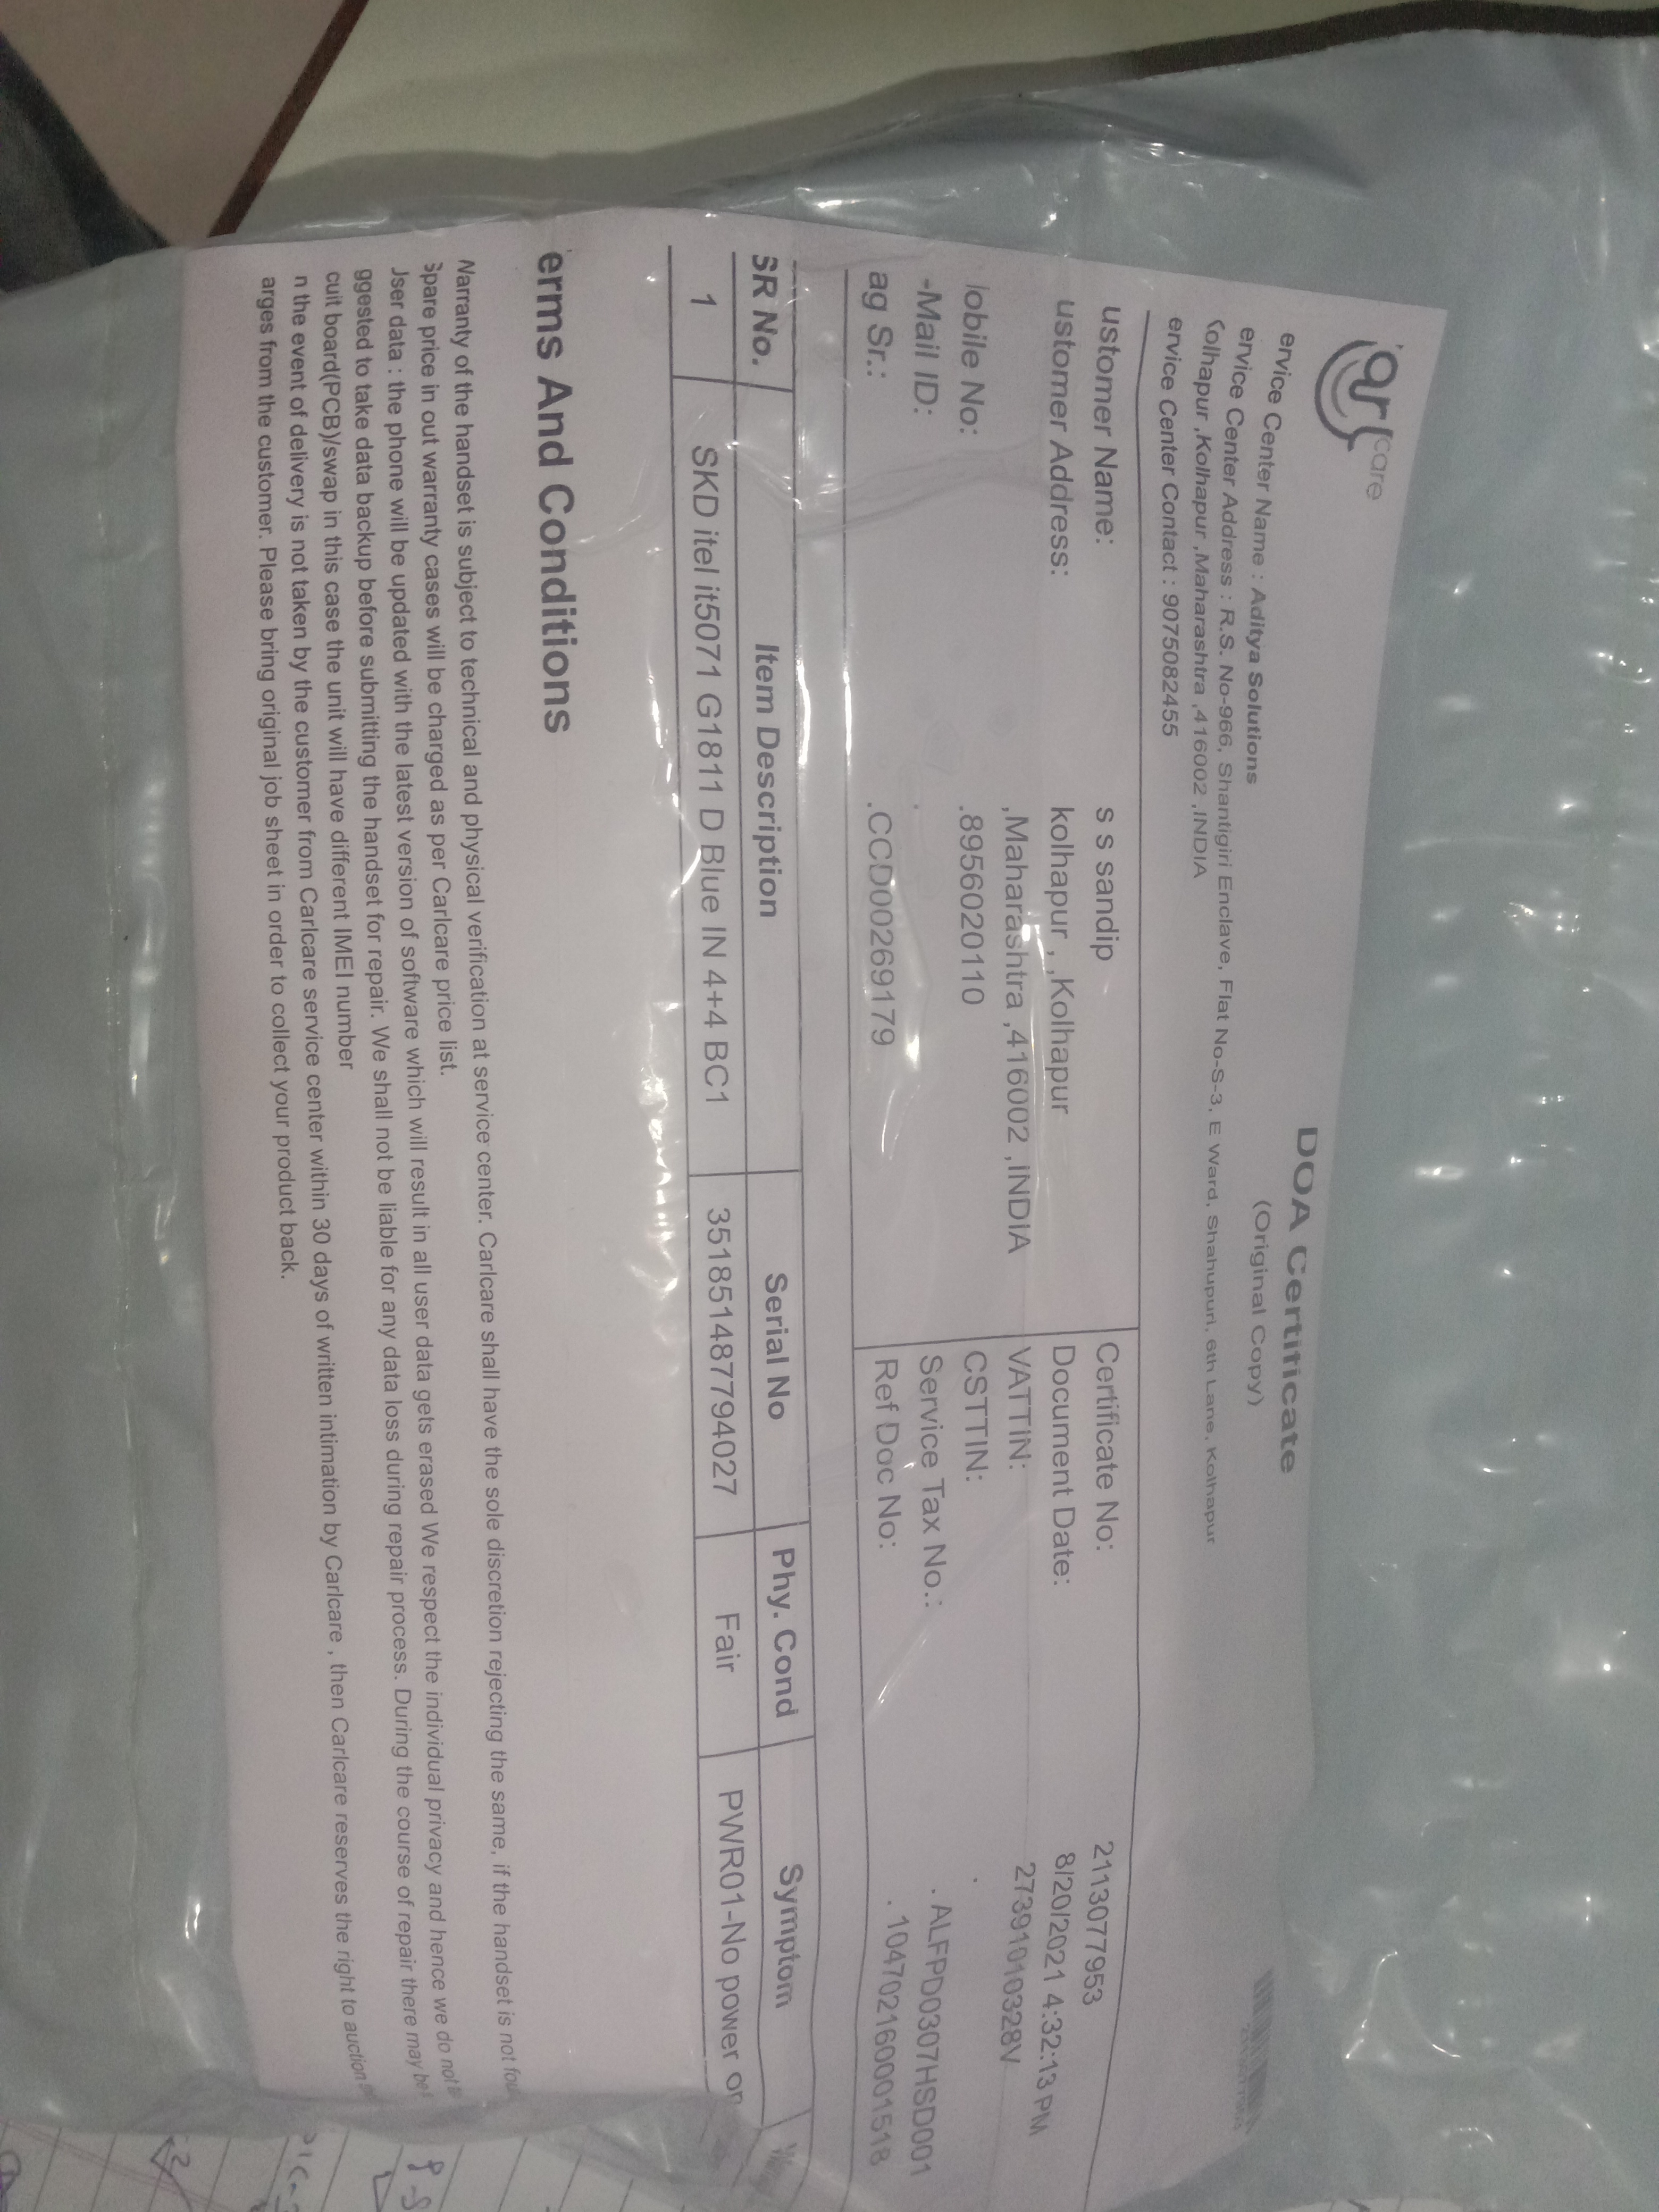 care
DOA Certificate
(Original Copy)
ervice Center Name : Aditya Solutions
ervice Center Address : R.S. No-966, Shantigiri Enclave, Flat No-S-3, E Ward, Shahupuri, 6th Lane, Kolhapur
Kolhapur ,Kolhapur ,Maharashtra ,416002 ,INDIA
ervice Center Contact : 9075082455
ustomer Name: s s sandip Certificate No: 2113077953
ustomer Address: kolhapur , ,Kolhapur Document Date: 8/20/2021 4:32:13 PM
,Maharashtra ,416002 ,INDIA VATTIN: 27391010328V
lobile No: .8956020110 CSTTIN: .
-Mail ID: . Service Tax No.: . ALFPD0307HSD001
ag Sr.: .CCD00269179 Ref Doc No: . 104702160001518
SR No. Item Description Serial No Phy. Cond Symptom
1 SKD itel it5071 G1811 D Blue IN 4+4 BC1 351851487794027 Fair PWR01-No power or
erms And Conditions
Narranty of the handset is subject to technical and physical verification at service center. Carlcare shall have the sole discretion rejecting the same, if the handset is not fou
Spare price in out warranty cases will be charged as per Carlcare price list.
User data : the phone will be updated with the latest version of software which will result in all user data gets erased We respect the individual privacy and hence we do not
ggested to take data backup before submitting the handset for repair. We shall not be liable for any data loss during repair process. During the course of repair there may be
cuit board(PCB)/swap in this case the unit will have different IMEI number
n the event of delivery is not taken by the customer from Carlcare service center within 30 days of written intimation by Carlcare , then Carlcare reserves the right to auction
arges from the customer. Please bring original job sheet in order to collect your product back.